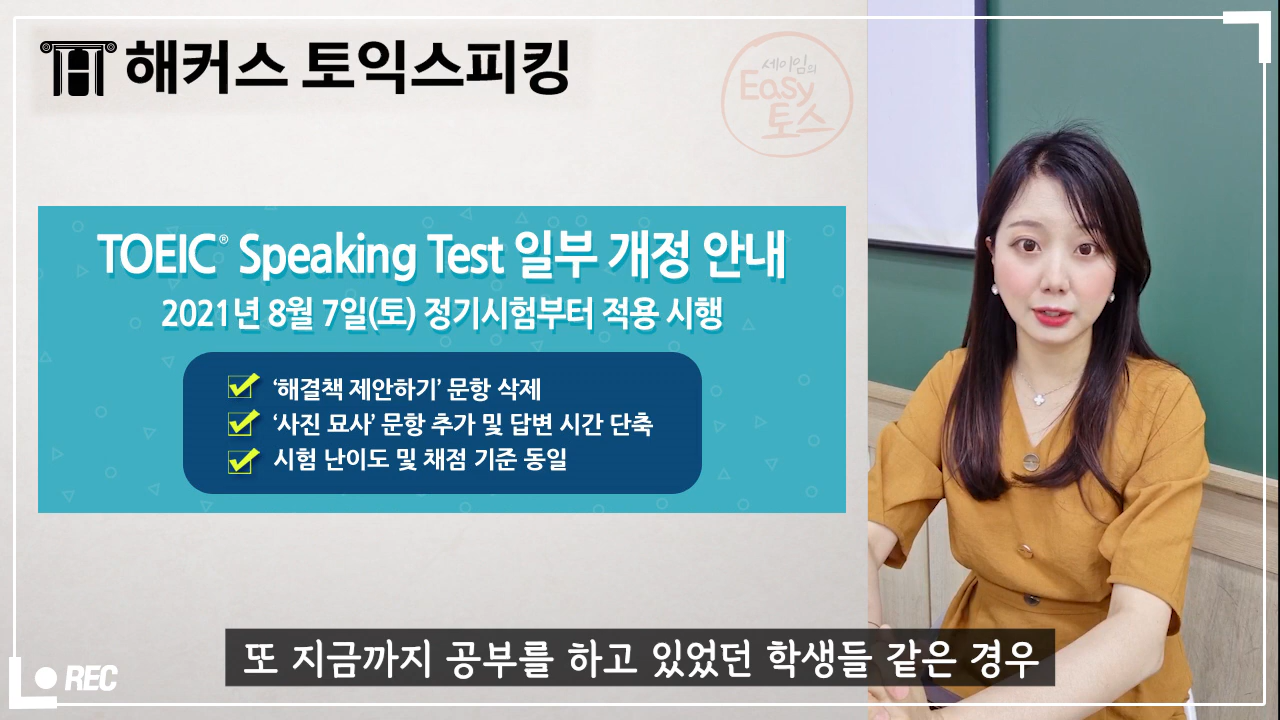 해커스 토익스피킹
세이임의
Easy
토스
TOEIC® Speaking Test 일부 개정 안내
2021년 8월 7일(토) 정기시험부터 적용 시행
‘해결책 제안하기’ 문항 삭제
‘사진 묘사’ 문항 추가 및 답변 시간 단축
시험 난이도 및 채점 기준 동일
또 지금까지 공부를 하고 있었던 학생들 같은 경우
REC